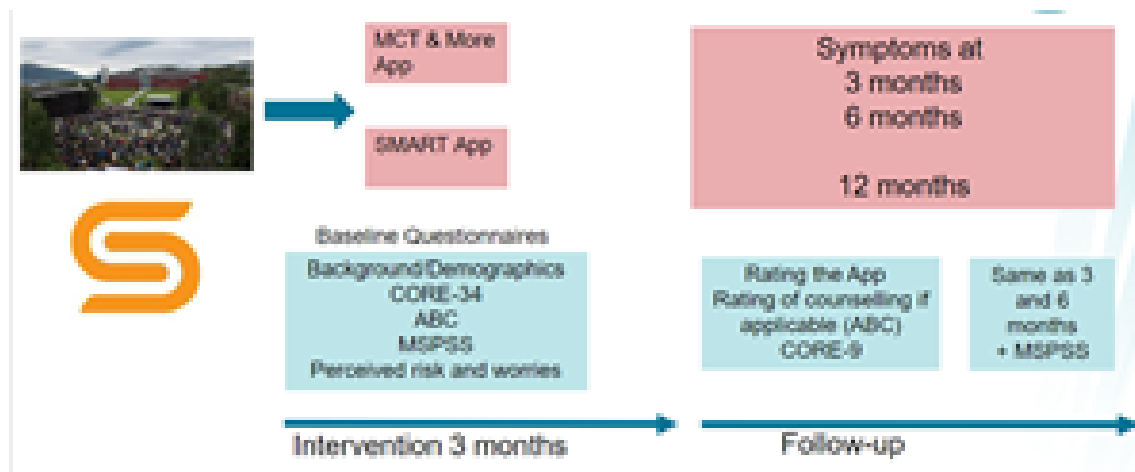 MCT & More
App
SMART App
Symptoms at
3 months
6 months
12 months
Baseline Questionnaires
Background/Demographics
CORE-34
ABC
MSPSS
Perceived risk and worries
Rating the App
Rating of counselling if
applicable (ABC)
CORE-9
Same as 3
and 6
months
+ MSPSS
Intervention 3 months
Follow-up